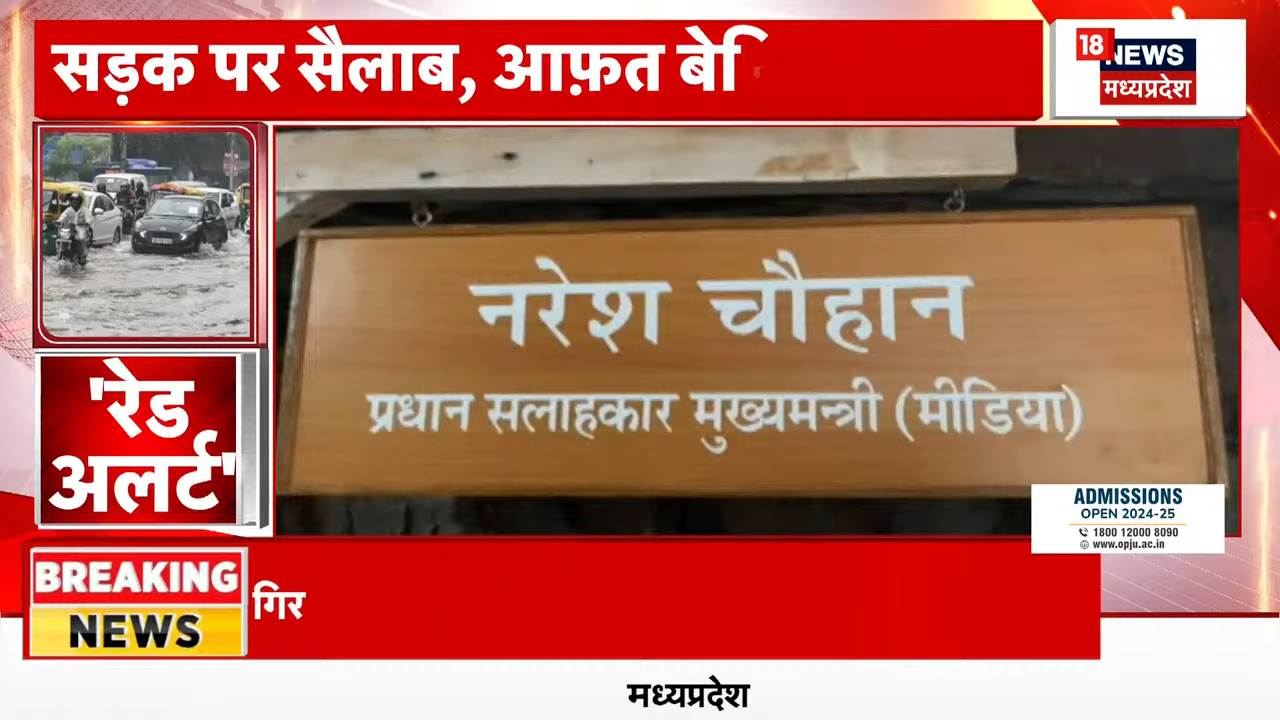 सड़क पर सैलाब, आफ़त
18
NEWS
मध्यप्रदेश
'रेड
अलर्ट'
नरेश चौहान
प्रधान सलाहकार मुख्यमन्त्री (मीडिया)
ADMISSIONS
OPEN 2024-25
1800 12000 8090
www.opju.ac.in
BREAKING
NEWS
गिर
मध्यप्रदेश